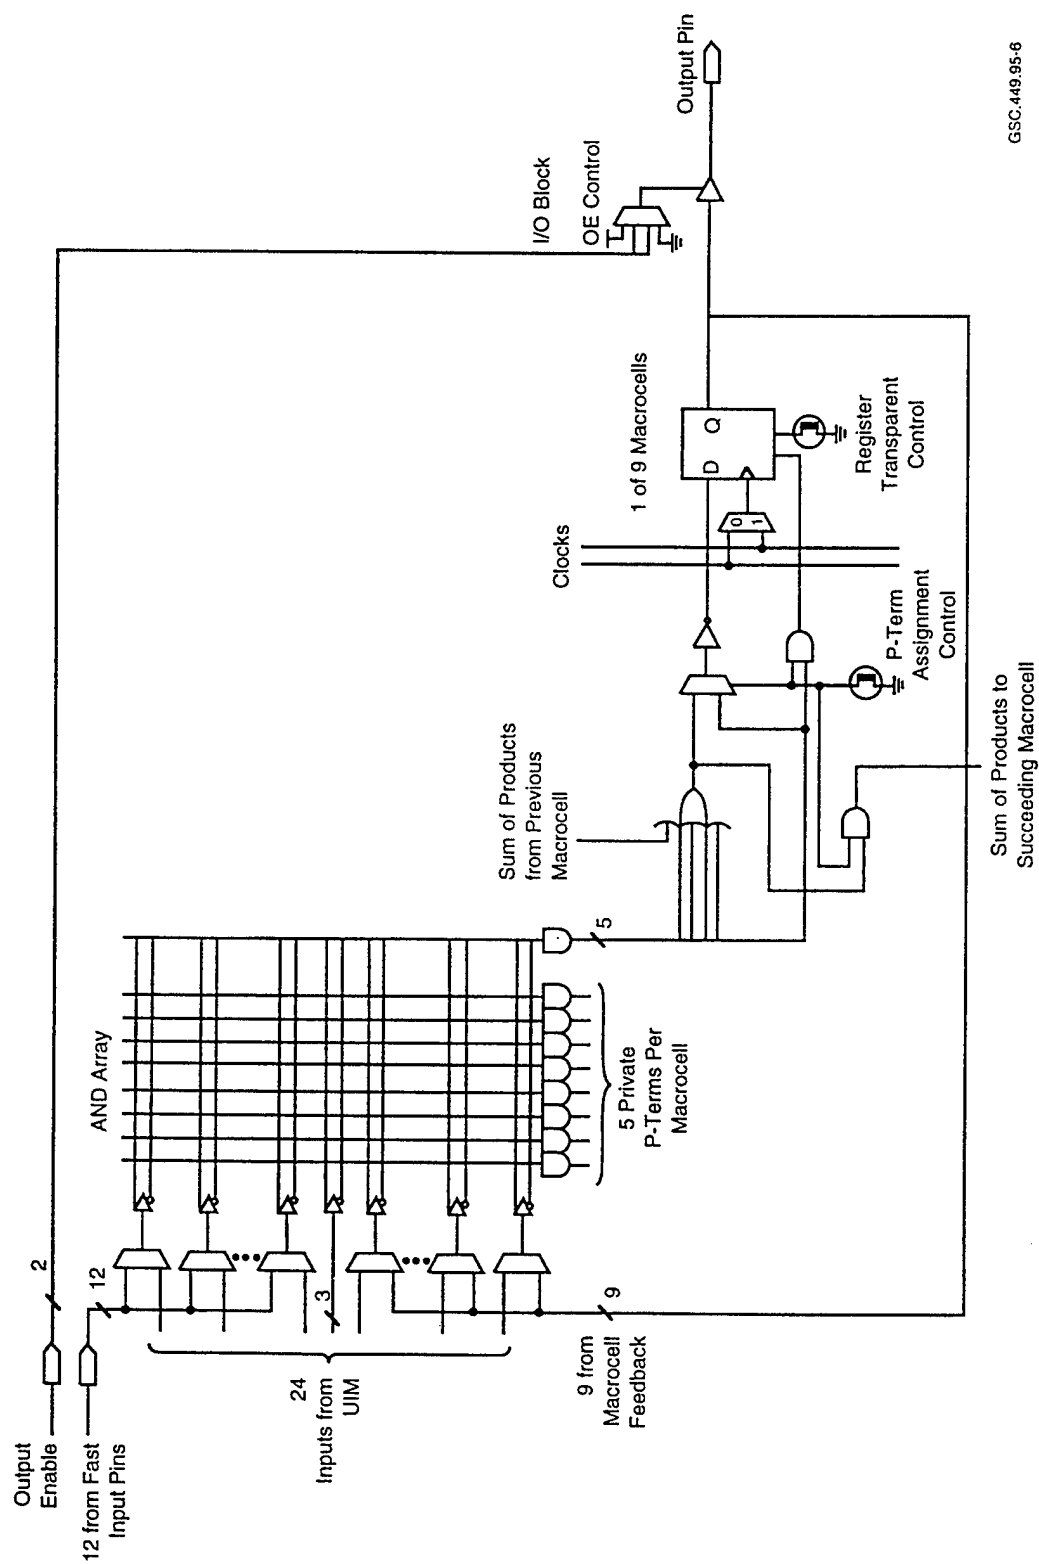 Output
Enable
12 from Fast
Input Pins
2
12
24
Inputs from
UIM
3
9 from
Macrocell
Feedback
9
AND Array
5 Private
P-Terms Per
Macrocell
5
Sum of Products
from Previous
Macrocell
Sum of Products to
Succeeding Macrocell
P-Term
Assignment
Control
Clocks
0
1
1 of 9 Macrocells
D
Q
Register
Transparent
Control
I/O Block
OE Control
Output Pin
GSC.449.95-6